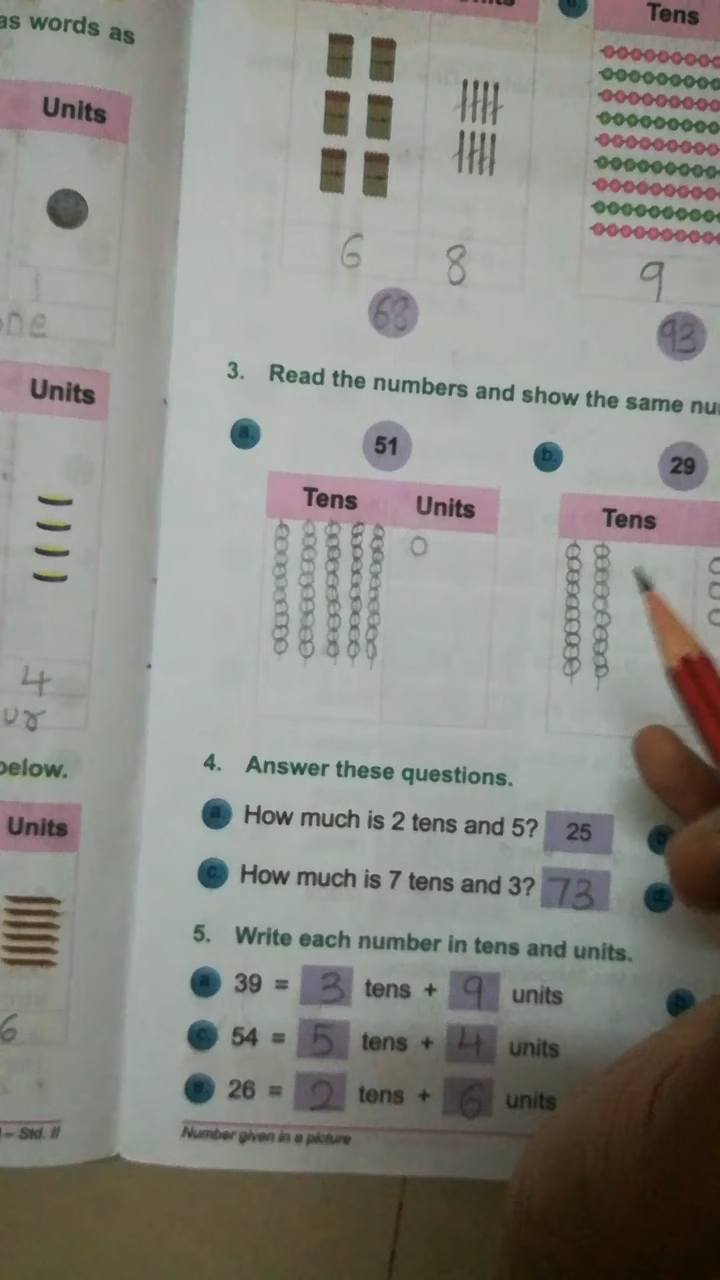 as words as
Units
Units
4
below.
Units
6
– Std. II
Tens
6 8
68
9
93
3. Read the numbers and show the same
a. 51
Tens Units
b. 29
Tens
4. Answer these questions.
a. How much is 2 tens and 5? 25
c. How much is 7 tens and 3? 73
d.
5. Write each number in tens and units.
a. 39 = 3 tens + 9 units
c. 54 = 5 tens + 4 units
e. 26 = 2 tens + 6 units
Number given in a picture